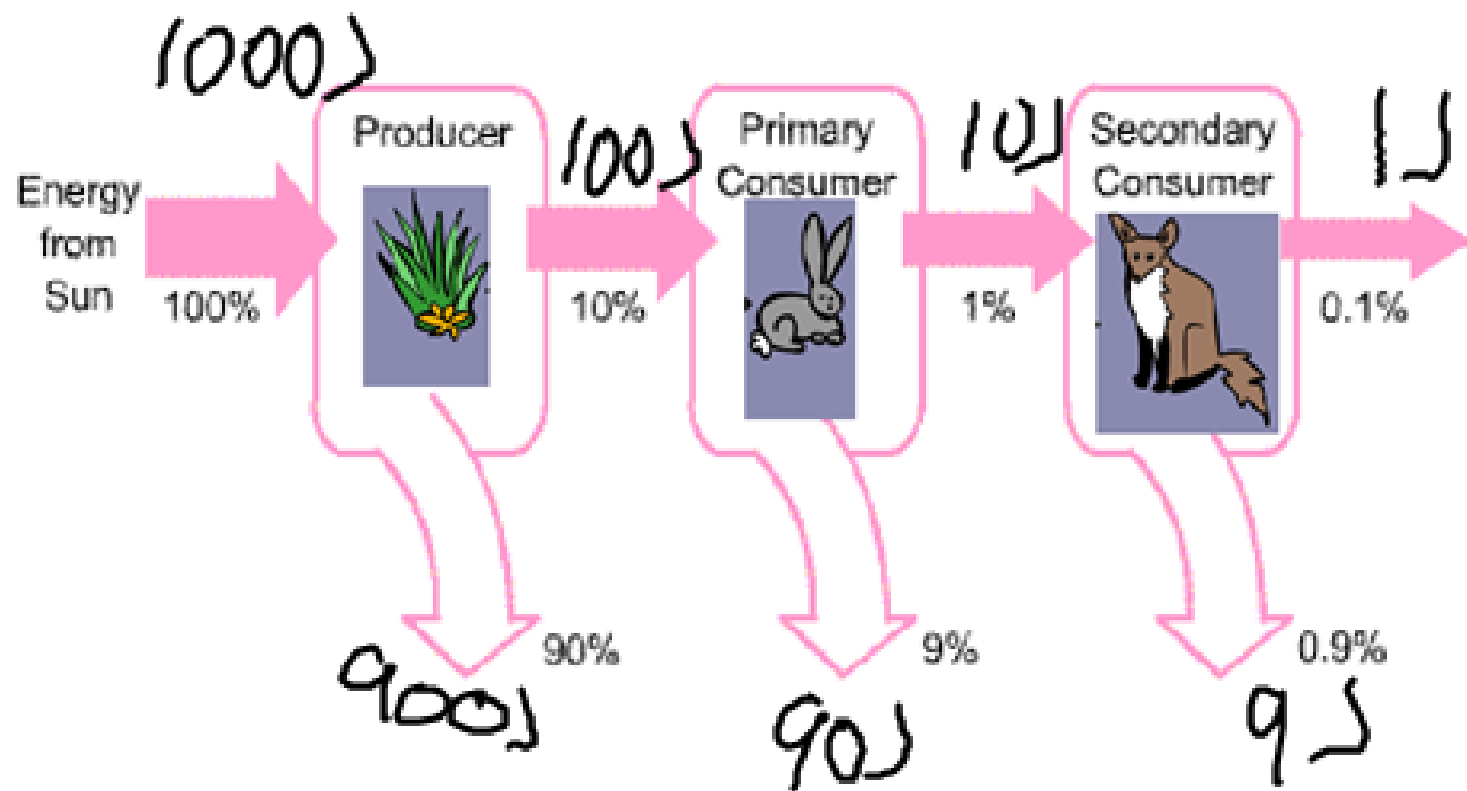 1000J
Energy
from
Sun
100%
Producer
100J
10%
Primary
Consumer
10J
1%
Secondary
Consumer
1J
0.1%
90%
900J
9%
90J
0.9%
9J